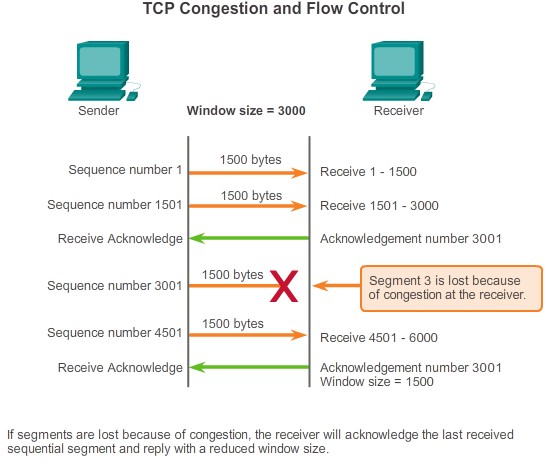 TCP Congestion and Flow Control
Sender
Window size = 3000
Receiver
Sequence number 1
1500 bytes
Receive 1 - 1500
Sequence number 1501
1500 bytes
Receive 1501 - 3000
Receive Acknowledge
Acknowledgement number 3001
Sequence number 3001
1500 bytes
X
Segment 3 is lost because
of congestion at the receiver.
Sequence number 4501
1500 bytes
Receive 4501 - 6000
Receive Acknowledge
Acknowledgement number 3001
Window size = 1500
If segments are lost because of congestion, the receiver will acknowledge the last received
sequential segment and reply with a reduced window size.